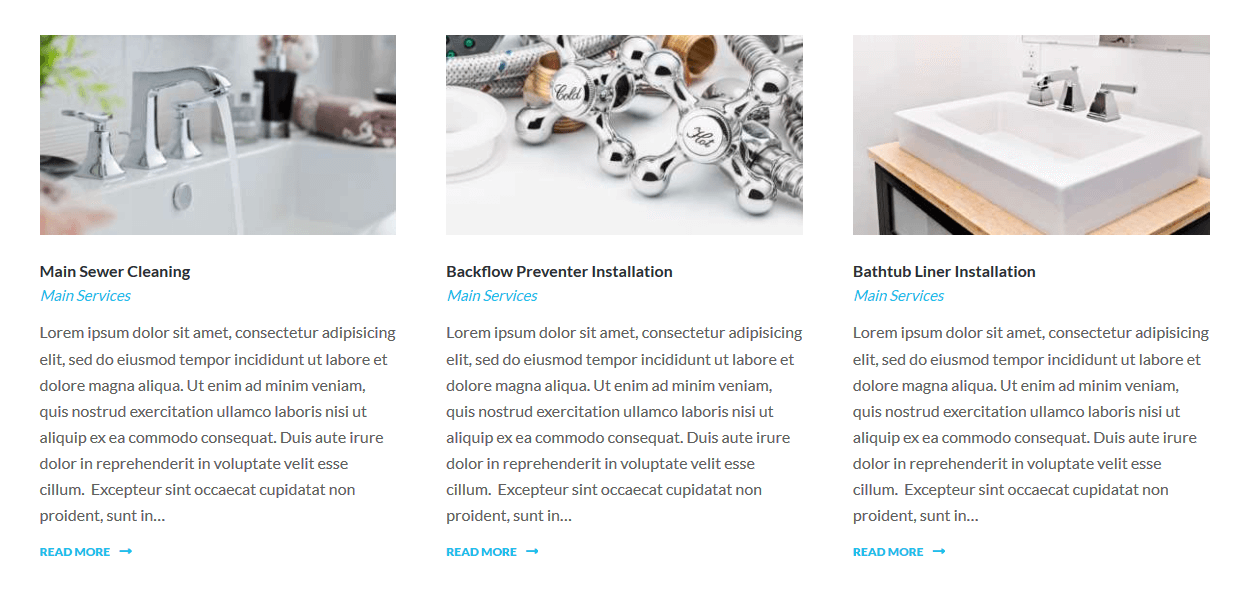 Cold
Hot
Main Sewer Cleaning
Main Services
Lorem ipsum dolor sit amet, consectetur adipisicing
elit, sed do eiusmod tempor incididunt ut labore et
dolore magna aliqua. Ut enim ad minim veniam,
quis nostrud exercitation ullamco laboris nisi ut
aliquip ex ea commodo consequat. Duis aute irure
dolor in reprehenderit in voluptate velit esse
cillum.  Excepteur sint occaecat cupidatat non
proident, sunt in...
READ MORE →
Backflow Preventer Installation
Main Services
Lorem ipsum dolor sit amet, consectetur adipisicing
elit, sed do eiusmod tempor incididunt ut labore et
dolore magna aliqua. Ut enim ad minim veniam,
quis nostrud exercitation ullamco laboris nisi ut
aliquip ex ea commodo consequat. Duis aute irure
dolor in reprehenderit in voluptate velit esse
cillum.  Excepteur sint occaecat cupidatat non
proident, sunt in...
READ MORE →
Bathtub Liner Installation
Main Services
Lorem ipsum dolor sit amet, consectetur adipisicing
elit, sed do eiusmod tempor incididunt ut labore et
dolore magna aliqua. Ut enim ad minim veniam,
quis nostrud exercitation ullamco laboris nisi ut
aliquip ex ea commodo consequat. Duis aute irure
dolor in reprehenderit in voluptate velit esse
cillum.  Excepteur sint occaecat cupidatat non
proident, sunt in...
READ MORE →